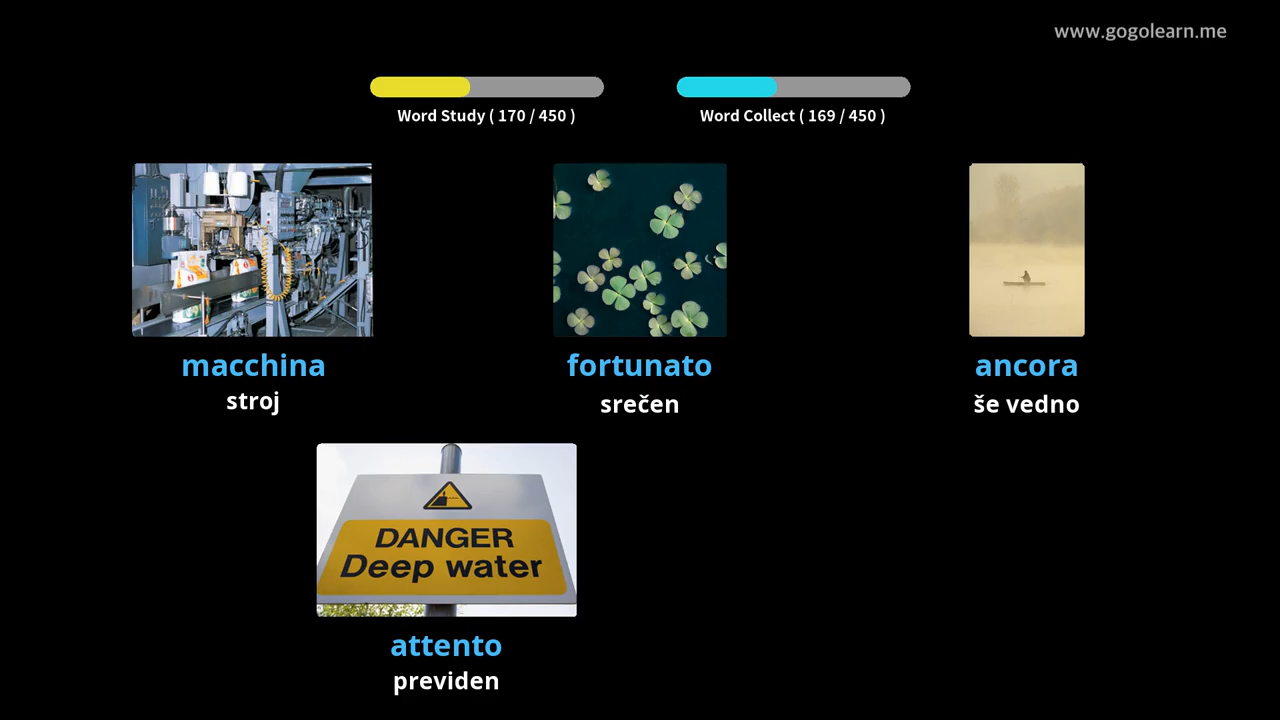 www.gogolearn.me
Word Study ( 170 / 450 )
Word Collect ( 169 / 450 )
macchina
stroj
fortunato
srečen
ancora
še vedno
DANGER
Deep water
attento
previden